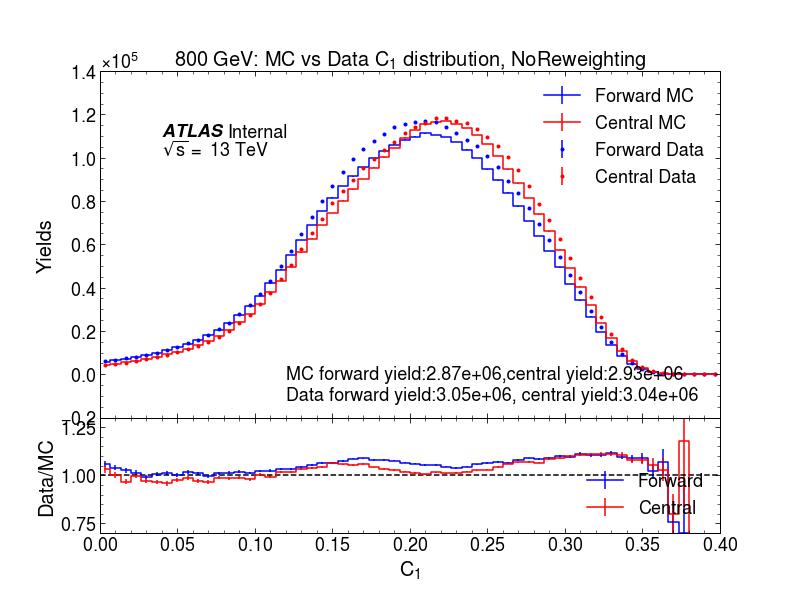 ×10⁵
800 GeV: MC vs Data C₁ distribution, NoReweighting
1.4
1.2
1.0
0.8
0.6
0.4
0.2
0.0
0.2
Yields
ATLAS Internal
√s = 13 TeV
Forward MC
Central MC
Forward Data
Central Data
MC forward yield:2.87e+06,central yield:2.93e+06
Data forward yield:3.05e+06, central yield:3.04e+06
1.25
1.00
0.75
Data/MC
Forward
Central
0.00 0.05 0.10 0.15 0.20 0.25 0.30 0.35 0.40
C₁